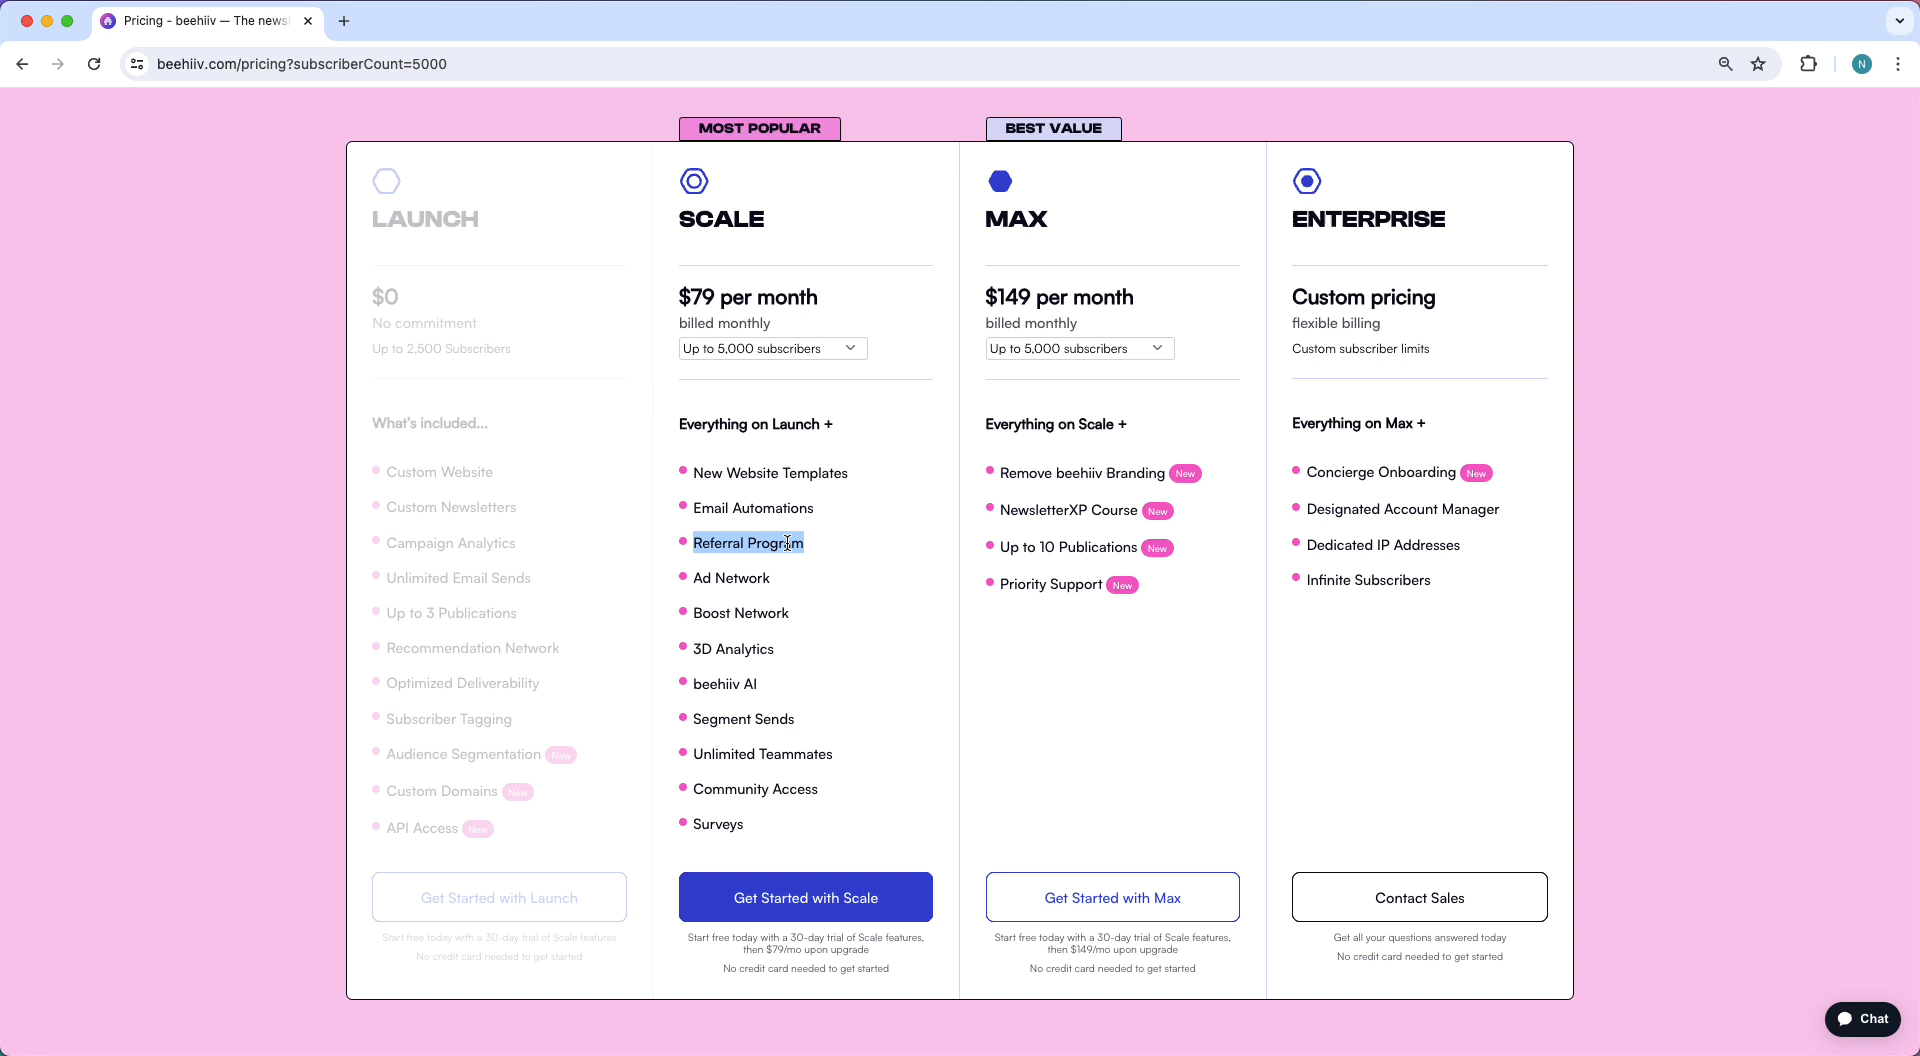 Pricing - beehiiv — The news
beehiiv.com/pricing?subscriberCount=5000
N
MOST POPULAR
BEST VALUE
LAUNCH
$0
No commitment
Up to 2,500 Subscribers
What's included...
Custom Website
Custom Newsletters
Campaign Analytics
Unlimited Email Sends
Up to 3 Publications
Recommendation Network
Optimized Deliverability
Subscriber Tagging
Audience Segmentation New
Custom Domains New
API Access New
Get Started with Launch
Start free today with a 30-day trial of Scale features
No credit card needed to get started
SCALE
$79 per month
billed monthly
Up to 5,000 subscribers
Everything on Launch +
New Website Templates
Email Automations
Referral Program
Ad Network
Boost Network
3D Analytics
beehiiv AI
Segment Sends
Unlimited Teammates
Community Access
Surveys
Get Started with Scale
Start free today with a 30-day trial of Scale features,
then $79/mo upon upgrade
No credit card needed to get started
MAX
$149 per month
billed monthly
Up to 5,000 subscribers
Everything on Scale +
Remove beehiiv Branding New
NewsletterXP Course New
Up to 10 Publications New
Priority Support New
Get Started with Max
Start free today with a 30-day trial of Scale features,
then $149/mo upon upgrade
No credit card needed to get started
ENTERPRISE
Custom pricing
flexible billing
Custom subscriber limits
Everything on Max +
Concierge Onboarding New
Designated Account Manager
Dedicated IP Addresses
Infinite Subscribers
Contact Sales
Get all your questions answered today
No credit card needed to get started
Chat